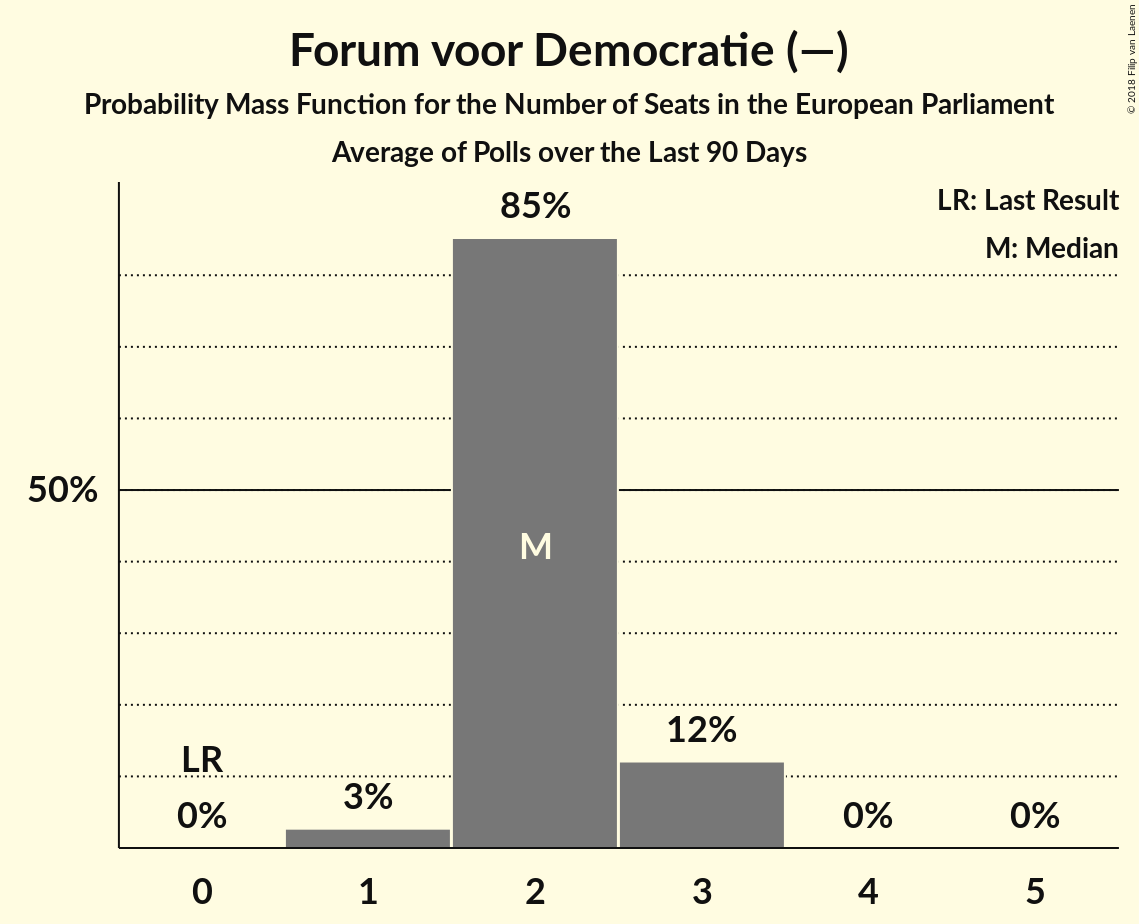 Forum voor Democratie (—)
Probability Mass Function for the Number of Seats in the European Parliament
Average of Polls over the Last 90 Days
© 2018 Filip van Laenen
LR: Last Result
M: Median
85%
50%
M
12%
LR
3%
0%
0%
0%
0 1 2 3 4 5